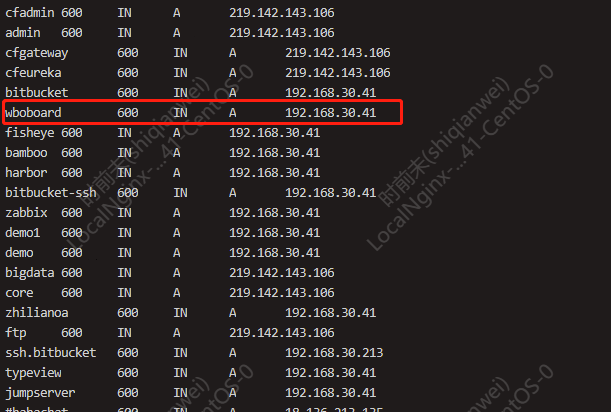 cfadmin 600 IN A 219.142.143.106
admin 600 IN A 219.142.143.106
cfgateway 600 IN A 219.142.143.106
cfeureka 600 IN A 219.142.143.106
bitbucket 600 IN A 192.168.30.41
wboboard 600 IN A 192.168.30.41
fisheye 600 IN A 192.168.30.41
bamboo 600 IN A 192.168.30.41
harbor 600 IN A 192.168.30.41
bitbucket-ssh 600 IN A 192.168.30.41
zabbix 600 IN A 192.168.30.41
demo1 600 IN A 192.168.30.41
demo 600 IN A 192.168.30.41
bigdata 600 IN A 219.142.143.106
core 600 IN A 219.142.143.106
zhilianoa 600 IN A 192.168.30.41
ftp 600 IN A 219.142.143.106
ssh.bitbucket 600 IN A 192.168.30.213
typeview 600 IN A 192.168.30.41
jumpserver 600 IN A 192.168.30.41
时前未(shiqianwei)
LocalNginx-...41-CentOS-0
时前未(shiqianwei)
LocalNginx-...41-CentOS-0